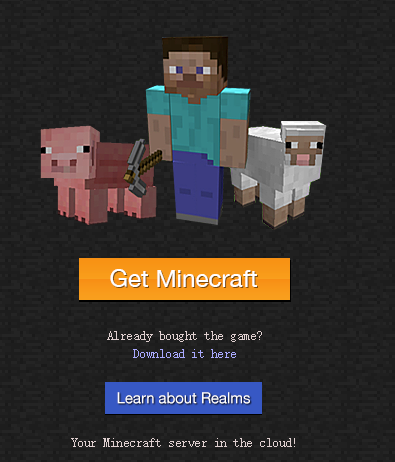 Get Minecraft
Already bought the game?
Download it here
Learn about Realms
Your Minecraft server in the cloud!